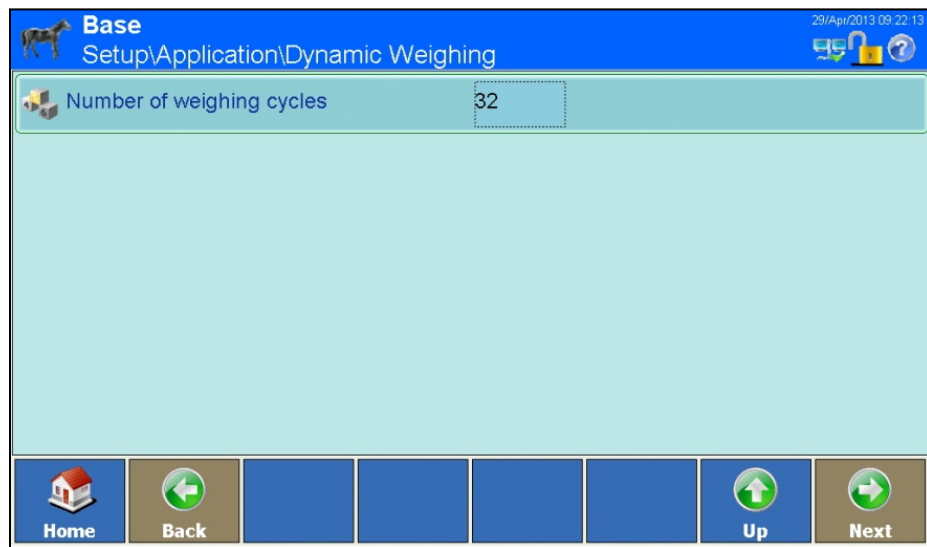 Base
29/Apr/2013 09:22:13
Setup\Application\Dynamic Weighing
?
Number of weighing cycles 32
Home Back Up Next